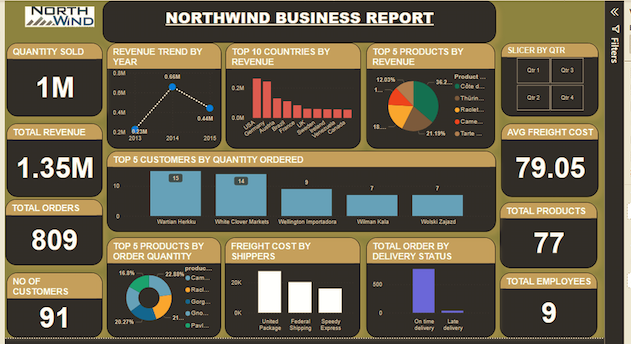 NORTH
WIND
NORTHWIND BUSINESS REPORT
Filters
QUANTITY SOLD
1M
REVENUE TREND BY
YEAR
0.8M
0.6M
0.4M
0.2M
0.66M
0.44M
0.23M
2013
2014
2015
TOP 10 COUNTRIES BY
REVENUE
0.2M
0.0M
USA
Germany
Austria
Brazil
France
UK
Sweden
Ireland
Venezuela
Canada
TOP 5 PRODUCTS BY
REVENUE
12.03%
36.2...
1...
18....
21.19%
Product ...
Côte d...
Thürin...
Raclet...
Came...
Tarte ...
SLICER BY QTR
Qtr 1
Qtr 3
Qtr 2
Qtr 4
TOTAL REVENUE
1.35M
TOP 5 CUSTOMERS BY QUANTITY ORDERED
10
0
15
14
9
7
7
Wartian Herkku
White Clover Markets
Wellington Importadora
Wilman Kala
Wolski Zajazd
AVG FREIGHT COST
79.05
TOTAL ORDERS
809
TOTAL PRODUCTS
77
NO OF
CUSTOMERS
91
TOP 5 PRODUCTS BY
ORDER QUANTITY
16.8%
22.88%
20.27%
21....
produc...
Cam...
Racl...
Gorg...
Gno...
Pavl...
FREIGHT COST BY
SHIPPERS
20K
0K
United
Package
Federal
Shipping
Speedy
Express
TOTAL ORDER BY
DELIVERY STATUS
500
0
On time
delivery
Late
delivery
TOTAL EMPLOYEES
9